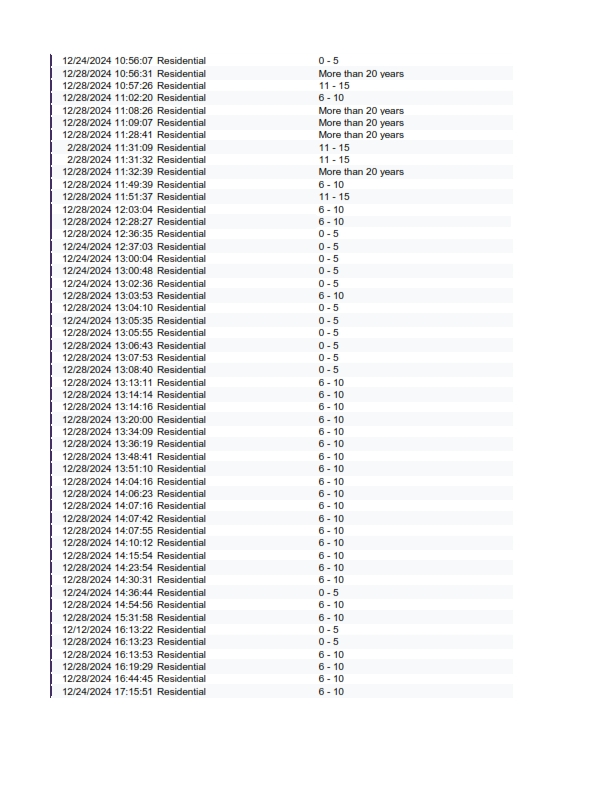 12/24/2024 10:56:07 Residential 0 - 5
12/28/2024 10:56:31 Residential More than 20 years
12/28/2024 10:57:26 Residential 11 - 15
12/28/2024 11:02:20 Residential 6 - 10
12/28/2024 11:08:26 Residential More than 20 years
12/28/2024 11:09:07 Residential More than 20 years
12/28/2024 11:28:41 Residential More than 20 years
2/28/2024 11:31:09 Residential 11 - 15
2/28/2024 11:31:32 Residential 11 - 15
12/28/2024 11:32:39 Residential More than 20 years
12/28/2024 11:49:39 Residential 6 - 10
12/28/2024 11:51:37 Residential 11 - 15
12/28/2024 12:03:04 Residential 6 - 10
12/28/2024 12:28:27 Residential 6 - 10
12/28/2024 12:36:35 Residential 0 - 5
12/24/2024 12:37:03 Residential 0 - 5
12/24/2024 13:00:04 Residential 0 - 5
12/24/2024 13:00:48 Residential 0 - 5
12/24/2024 13:02:36 Residential 0 - 5
12/28/2024 13:03:53 Residential 6 - 10
12/28/2024 13:04:10 Residential 0 - 5
12/24/2024 13:05:35 Residential 0 - 5
12/28/2024 13:05:55 Residential 0 - 5
12/28/2024 13:06:43 Residential 0 - 5
12/28/2024 13:07:53 Residential 0 - 5
12/28/2024 13:08:40 Residential 0 - 5
12/28/2024 13:13:11 Residential 6 - 10
12/28/2024 13:14:14 Residential 6 - 10
12/28/2024 13:14:16 Residential 6 - 10
12/28/2024 13:20:00 Residential 6 - 10
12/28/2024 13:34:09 Residential 6 - 10
12/28/2024 13:36:19 Residential 6 - 10
12/28/2024 13:48:41 Residential 6 - 10
12/28/2024 13:51:10 Residential 6 - 10
12/28/2024 14:04:16 Residential 6 - 10
12/28/2024 14:06:23 Residential 6 - 10
12/28/2024 14:07:16 Residential 6 - 10
12/28/2024 14:07:42 Residential 6 - 10
12/28/2024 14:07:55 Residential 6 - 10
12/28/2024 14:10:12 Residential 6 - 10
12/28/2024 14:15:54 Residential 6 - 10
12/28/2024 14:23:54 Residential 6 - 10
12/28/2024 14:30:31 Residential 6 - 10
12/24/2024 14:36:44 Residential 0 - 5
12/28/2024 14:54:56 Residential 6 - 10
12/28/2024 15:31:58 Residential 6 - 10
12/12/2024 16:13:22 Residential 0 - 5
12/28/2024 16:13:23 Residential 0 - 5
12/28/2024 16:13:53 Residential 6 - 10
12/28/2024 16:19:29 Residential 6 - 10
12/28/2024 16:44:45 Residential 6 - 10
12/24/2024 17:15:51 Residential 6 - 10